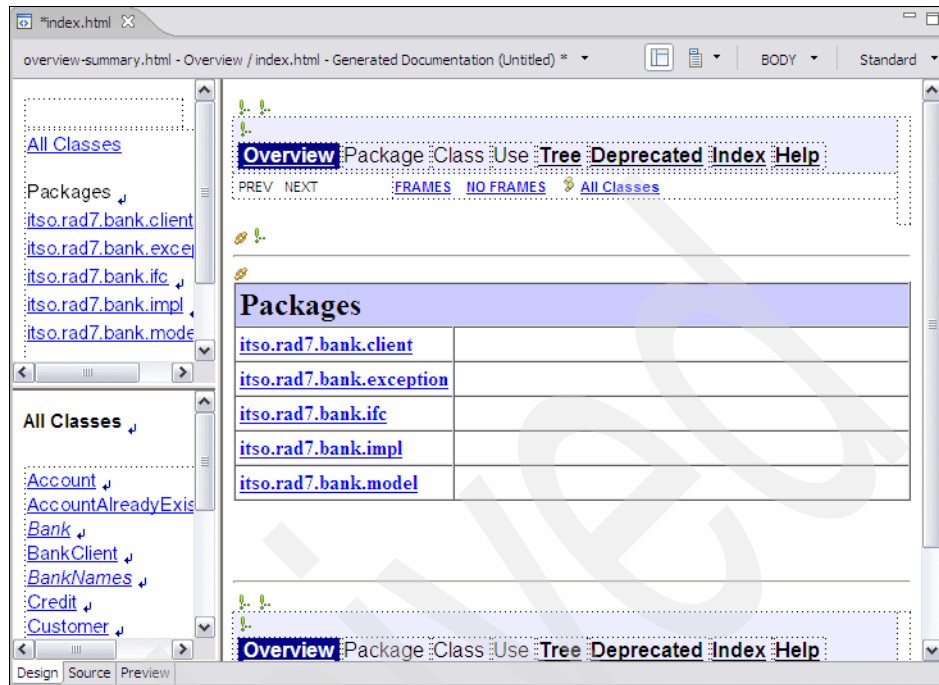 *index.html
overview-summary.html - Overview / index.html - Generated Documentation (Untitled) *
BODY
Standard
All Classes
Packages
itso.rad7.bank.client
itso.rad7.bank.excep
itso.rad7.bank.ifc
itso.rad7.bank.impl
itso.rad7.bank.mode
All Classes
Account
AccountAlreadyExis
Bank
BankClient
BankNames
Credit
Customer
Overview Package Class Use Tree Deprecated Index Help
PREV NEXT FRAMES NO FRAMES All Classes
Packages
itso.rad7.bank.client
itso.rad7.bank.exception
itso.rad7.bank.ifc
itso.rad7.bank.impl
itso.rad7.bank.model
Overview Package Class Use Tree Deprecated Index Help
Design Source Preview